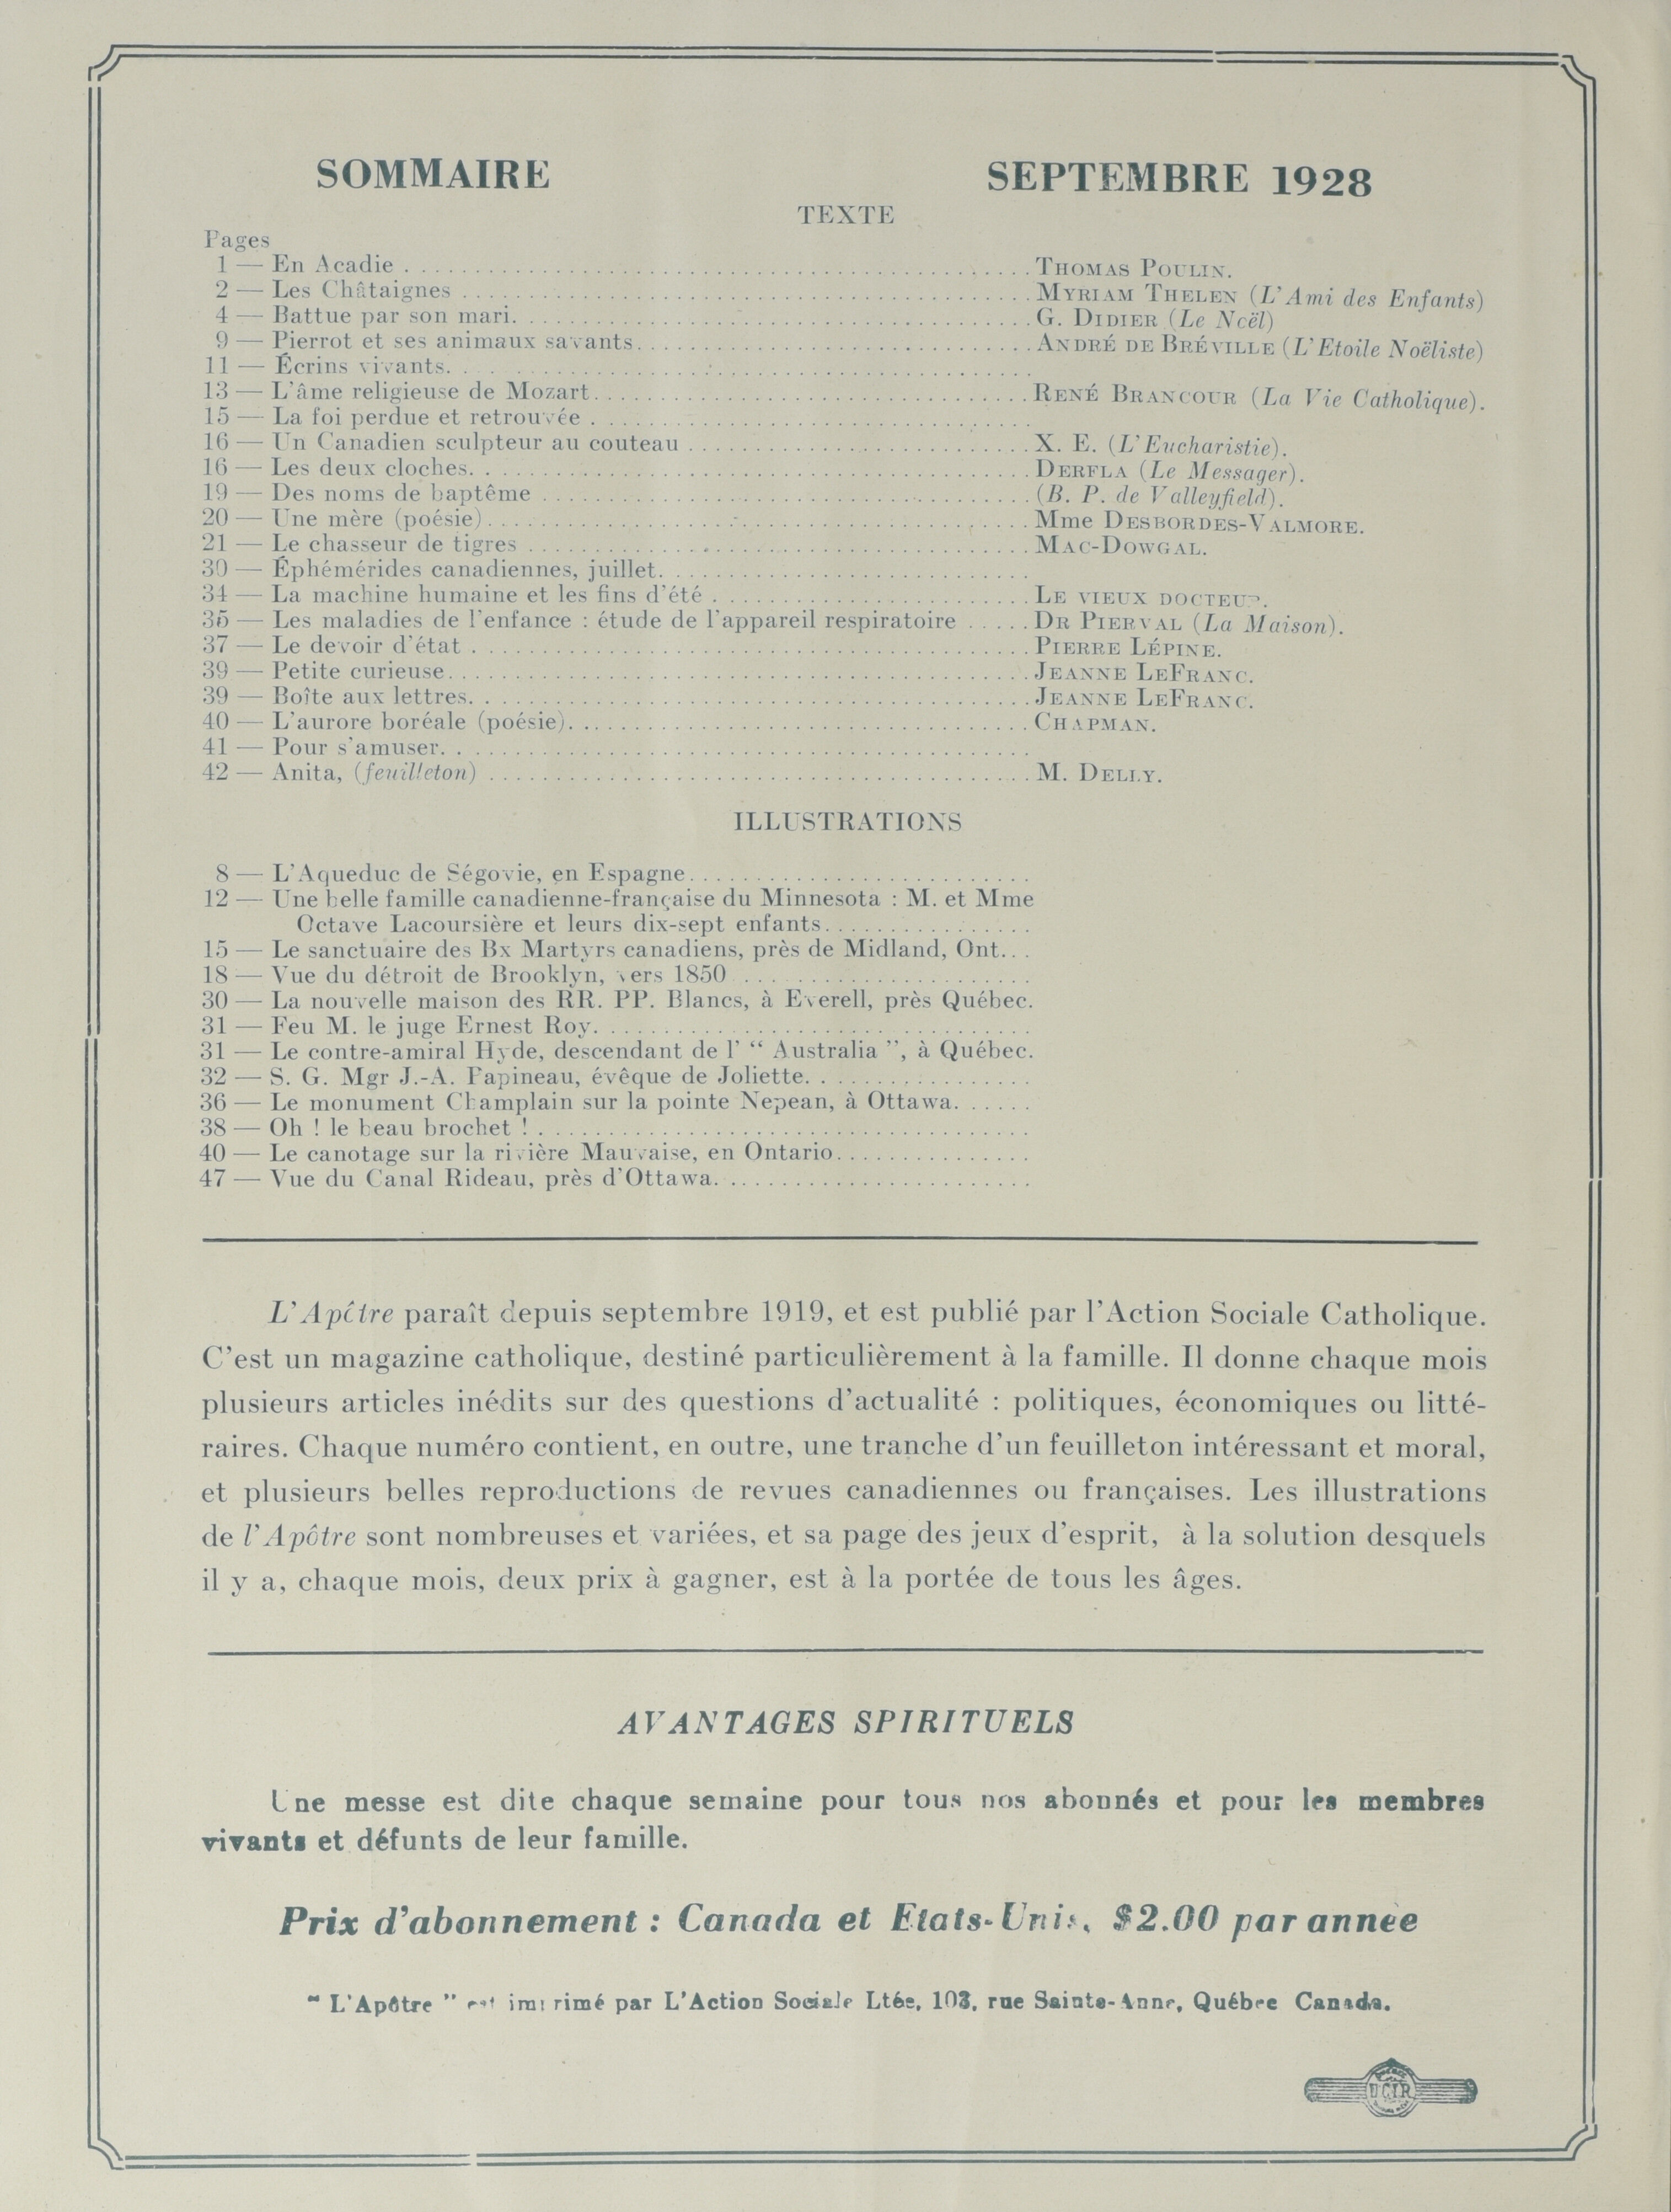 SOMMAIRE SEPTEMBRE 1928
TEXTE
Pages
1 — En Acadie . . . . . . . . . . THOMAS POULIN.
2 — Les Châtaignes . . . . . . . . . . MYRIAM THELEN (L'Ami des Enfants)
4 — Battue par son mari. . . . . . . . . . G. DIDIER (Le Noël)
9 — Pierrot et ses animaux savants. . . . . . . . . . ANDRÉ DE BRÉVILLE (L'Etoile Noëliste)
11 — Écrins vivants. . . . . . . . . .
13 — L'âme religieuse de Mozart. . . . . . . . . . RENÉ BRANCOUR (La Vie Catholique).
15 — La foi perdue et retrouvée . . . . . . . . . .
16 — Un Canadien sculpteur au couteau . . . . . . . . . . X. E. (L'Eucharistie).
16 — Les deux cloches. . . . . . . . . . DERFLA (Le Messager).
19 — Des noms de baptême . . . . . . . . . . (B. P. de Valleyfield).
20 — Une mère (poésie). . . . . . . . . . Mme DESBORDES-VALMORE.
21 — Le chasseur de tigres . . . . . . . . . . MAC-DOWGAL.
30 — Éphémérides canadiennes, juillet. . . . . . . . . .
34 — La machine humaine et les fins d'été . . . . . . . . . . LE VIEUX DOCTEUR.
35 — Les maladies de l'enfance : étude de l'appareil respiratoire . . . . . DR PIERVAL (La Maison).
37 — Le devoir d'état . . . . . . . . . . PIERRE LÉPINE.
39 — Petite curieuse. . . . . . . . . . JEANNE LEFRANC.
39 — Boîte aux lettres. . . . . . . . . . JEANNE LEFRANC.
40 — L'aurore boréale (poésie). . . . . . . . . . CHAPMAN.
41 — Pour s'amuser. . . . . . . . . .
42 — Anita, (feuilleton) . . . . . . . . . . M. DELLY.
ILLUSTRATIONS
8 — L'Aqueduc de Ségovie, en Espagne. . . . . . . . . .
12 — Une belle famille canadienne-française du Minnesota : M. et Mme
Octave Lacoursière et leurs dix-sept enfants. . . . . . . . . .
15 — Le sanctuaire des Bx Martyrs canadiens, près de Midland, Ont. . .
18 — Vue du détroit de Brooklyn, vers 1850 . . . . . . . . . .
30 — La nouvelle maison des RR. PP. Blancs, à Everell, près Québec.
31 — Feu M. le juge Ernest Roy. . . . . . . . . .
31 — Le contre-amiral Hyde, descendant de l' “ Australia ”, à Québec.
32 — S. G. Mgr J.-A. Papineau, évêque de Joliette. . . . . . . . . .
36 — Le monument Champlain sur la pointe Nepean, à Ottawa. . . . . .
38 — Oh ! le beau brochet ! . . . . . . . . . .
40 — Le canotage sur la rivière Mauvaise, en Ontario. . . . . . . . . .
47 — Vue du Canal Rideau, près d'Ottawa. . . . . . . . . .
L'Apôtre paraît depuis septembre 1919, et est publié par l'Action Sociale Catholique.
C'est un magazine catholique, destiné particulièrement à la famille. Il donne chaque mois
plusieurs articles inédits sur des questions d'actualité : politiques, économiques ou litté-
raires. Chaque numéro contient, en outre, une tranche d'un feuilleton intéressant et moral,
et plusieurs belles reproductions de revues canadiennes ou françaises. Les illustrations
de l'Apôtre sont nombreuses et variées, et sa page des jeux d'esprit, à la solution desquels
il y a, chaque mois, deux prix à gagner, est à la portée de tous les âges.
AVANTAGES SPIRITUELS
Une messe est dite chaque semaine pour tous nos abonnés et pour les membres
vivants et défunts de leur famille.
Prix d'abonnement : Canada et Etats-Unis, $2.00 par année
“ L'Apôtre ” est imprimé par L'Action Sociale Ltée, 103, rue Sainte-Anne, Québec Canada.